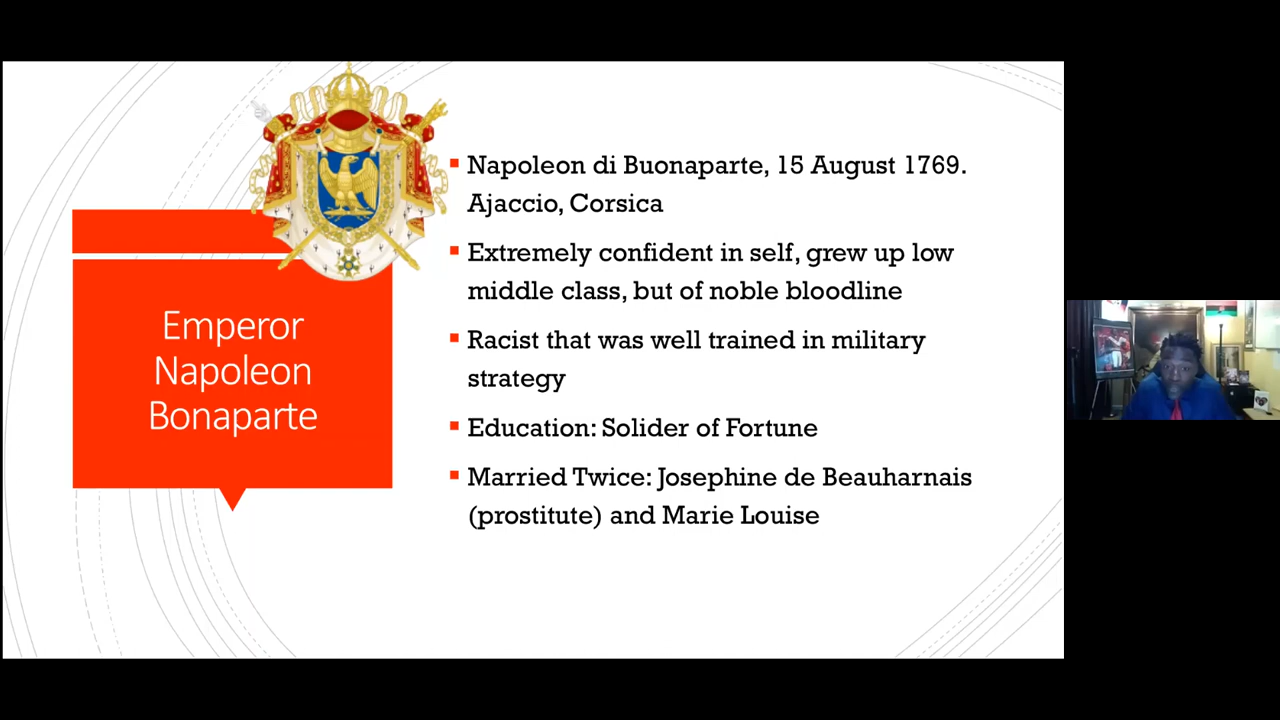 Emperor
Napoleon
Bonaparte
Napoleon di Buonaparte, 15 August 1769.
Ajaccio, Corsica
Extremely confident in self, grew up low
middle class, but of noble bloodline
Racist that was well trained in military
strategy
Education: Solider of Fortune
Married Twice: Josephine de Beauharnais
(prostitute) and Marie Louise